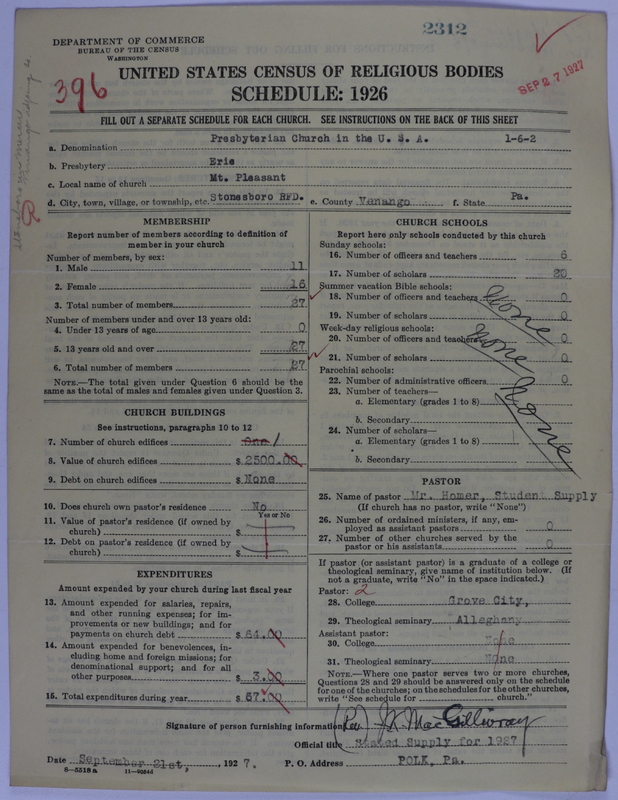 2312
DEPARTMENT OF COMMERCE
BUREAU OF THE CENSUS
WASHINGTON
396
SEP 27 1927
UNITED STATES CENSUS OF RELIGIOUS BODIES
SCHEDULE: 1926
FILL OUT A SEPARATE SCHEDULE FOR EACH CHURCH. SEE INSTRUCTIONS ON THE BACK OF THIS SHEET
a. Denomination Presbyterian Church in the U. S. A. 1-6-2
b. Presbytery Erie
c. Local name of church Mt. Pleasant
d. City, town, village, or township, etc. Stonesboro RFD. e. County Venango f. State Pa.
R
MEMBERSHIP
Report number of members according to definition of
member in your church
Number of members, by sex:
1. Male 11
2. Female 16
3. Total number of members 27
Number of members under and over 13 years old:
4. Under 13 years of age 0
5. 13 years old and over 27
6. Total number of members 27
NOTE.—The total given under Question 6 should be the
same as the total of males and females given under Question 3.
CHURCH BUILDINGS
See instructions, paragraphs 10 to 12
7. Number of church edifices One 1
8. Value of church edifices $ 2500.00
9. Debt on church edifices $ None
10. Does church own pastor's residence No
Yes or No
11. Value of pastor's residence (if owned by
church) $
12. Debt on pastor's residence (if owned by
church) $
EXPENDITURES
Amount expended by your church during last fiscal year
13. Amount expended for salaries, repairs,
and other running expenses; for im-
provements or new buildings; and for
payments on church debt $ 64.00
14. Amount expended for benevolences, in-
cluding home and foreign missions; for
denominational support; and for all
other purposes $ 3.00
15. Total expenditures during year $ 67.00
CHURCH SCHOOLS
Report here only schools conducted by this church
Sunday schools:
16. Number of officers and teachers 6
17. Number of scholars 20
Summer vacation Bible schools:
18. Number of officers and teachers 0
19. Number of scholars 0
None
Week-day religious schools:
20. Number of officers and teachers 0
21. Number of scholars 0
None
Parochial schools:
22. Number of administrative officers 0
23. Number of teachers—
a. Elementary (grades 1 to 8)
b. Secondary
24. Number of scholars—
a. Elementary (grades 1 to 8)
b. Secondary
None
PASTOR
25. Name of pastor Mr. Homer, Studen Supply
(If church has no pastor, write "None")
26. Number of ordained ministers, if any, em-
ployed as assistant pastors 0
27. Number of other churches served by the
pastor or his assistants 0
If pastor (or assistant pastor) is a graduate of a college or
theological seminary, give name of institution below. (If
not a graduate, write "No" in the space indicated.)
Pastor: 2
28. College Grove City,
29. Theological seminary Alleghany
Assistant pastor:
30. College None
31. Theological seminary None
NOTE.—Where one pastor serves two or more churches,
Questions 28 and 29 should be answered only on the schedule
for one of the churches; on the schedules for the other churches,
write "See schedule for church."
Signature of person furnishing information (Rev) J K MacGillivray
Official title Stated Supply for 1927
Date September 21st, , 1927. P. O. Address POLK, Pa.
8—5518a 11—90546